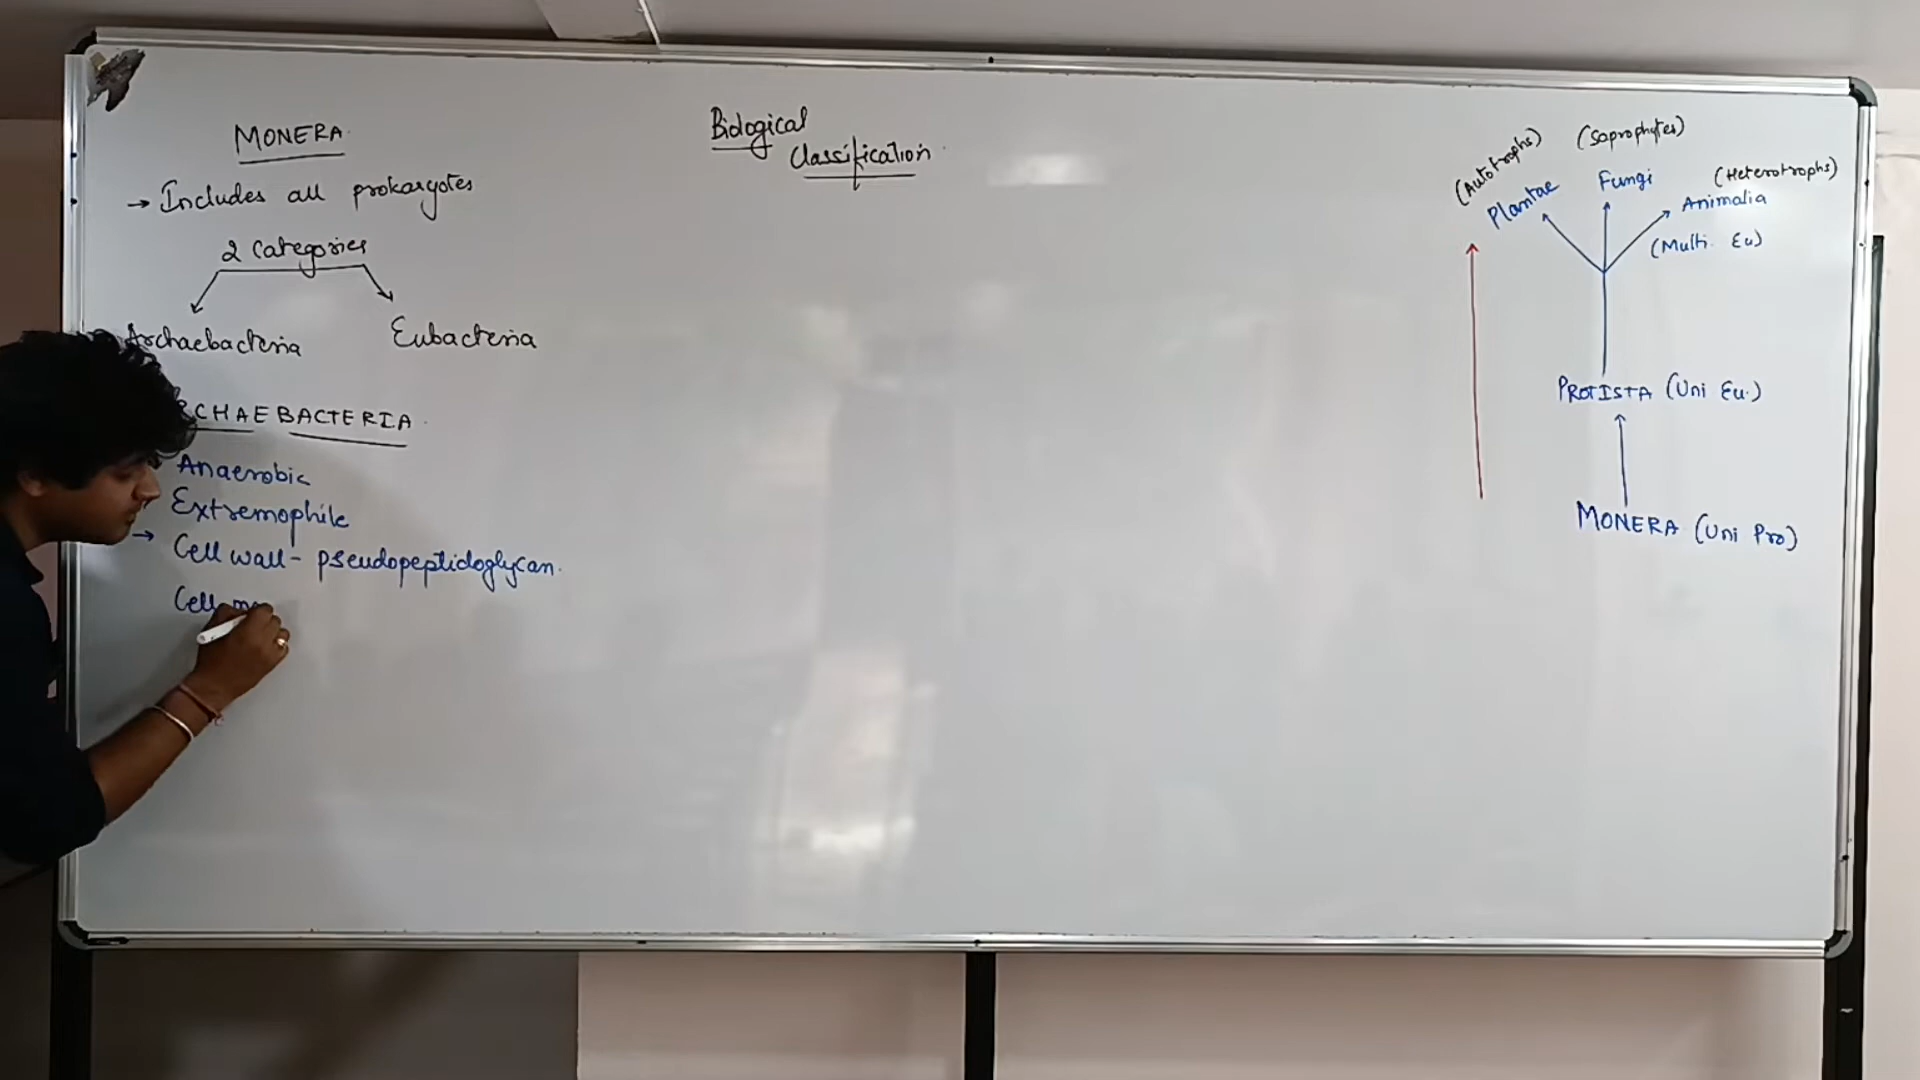 MONERA
→ Includes all prokaryotes
2 Categories
Archaebacteria
Eubacteria
RCHAEBACTERIA
Anaerobic
Extremophile
→ Cell wall - pseudopeptidoglycan.
Cell
Biological
Classification
(Autotrophs)
(Saprophytes)
(Heterotrophs)
Plantae
Fungi
Animalia
(Multi. Eu)
PROTISTA (Uni Eu.)
MONERA (Uni Pro)